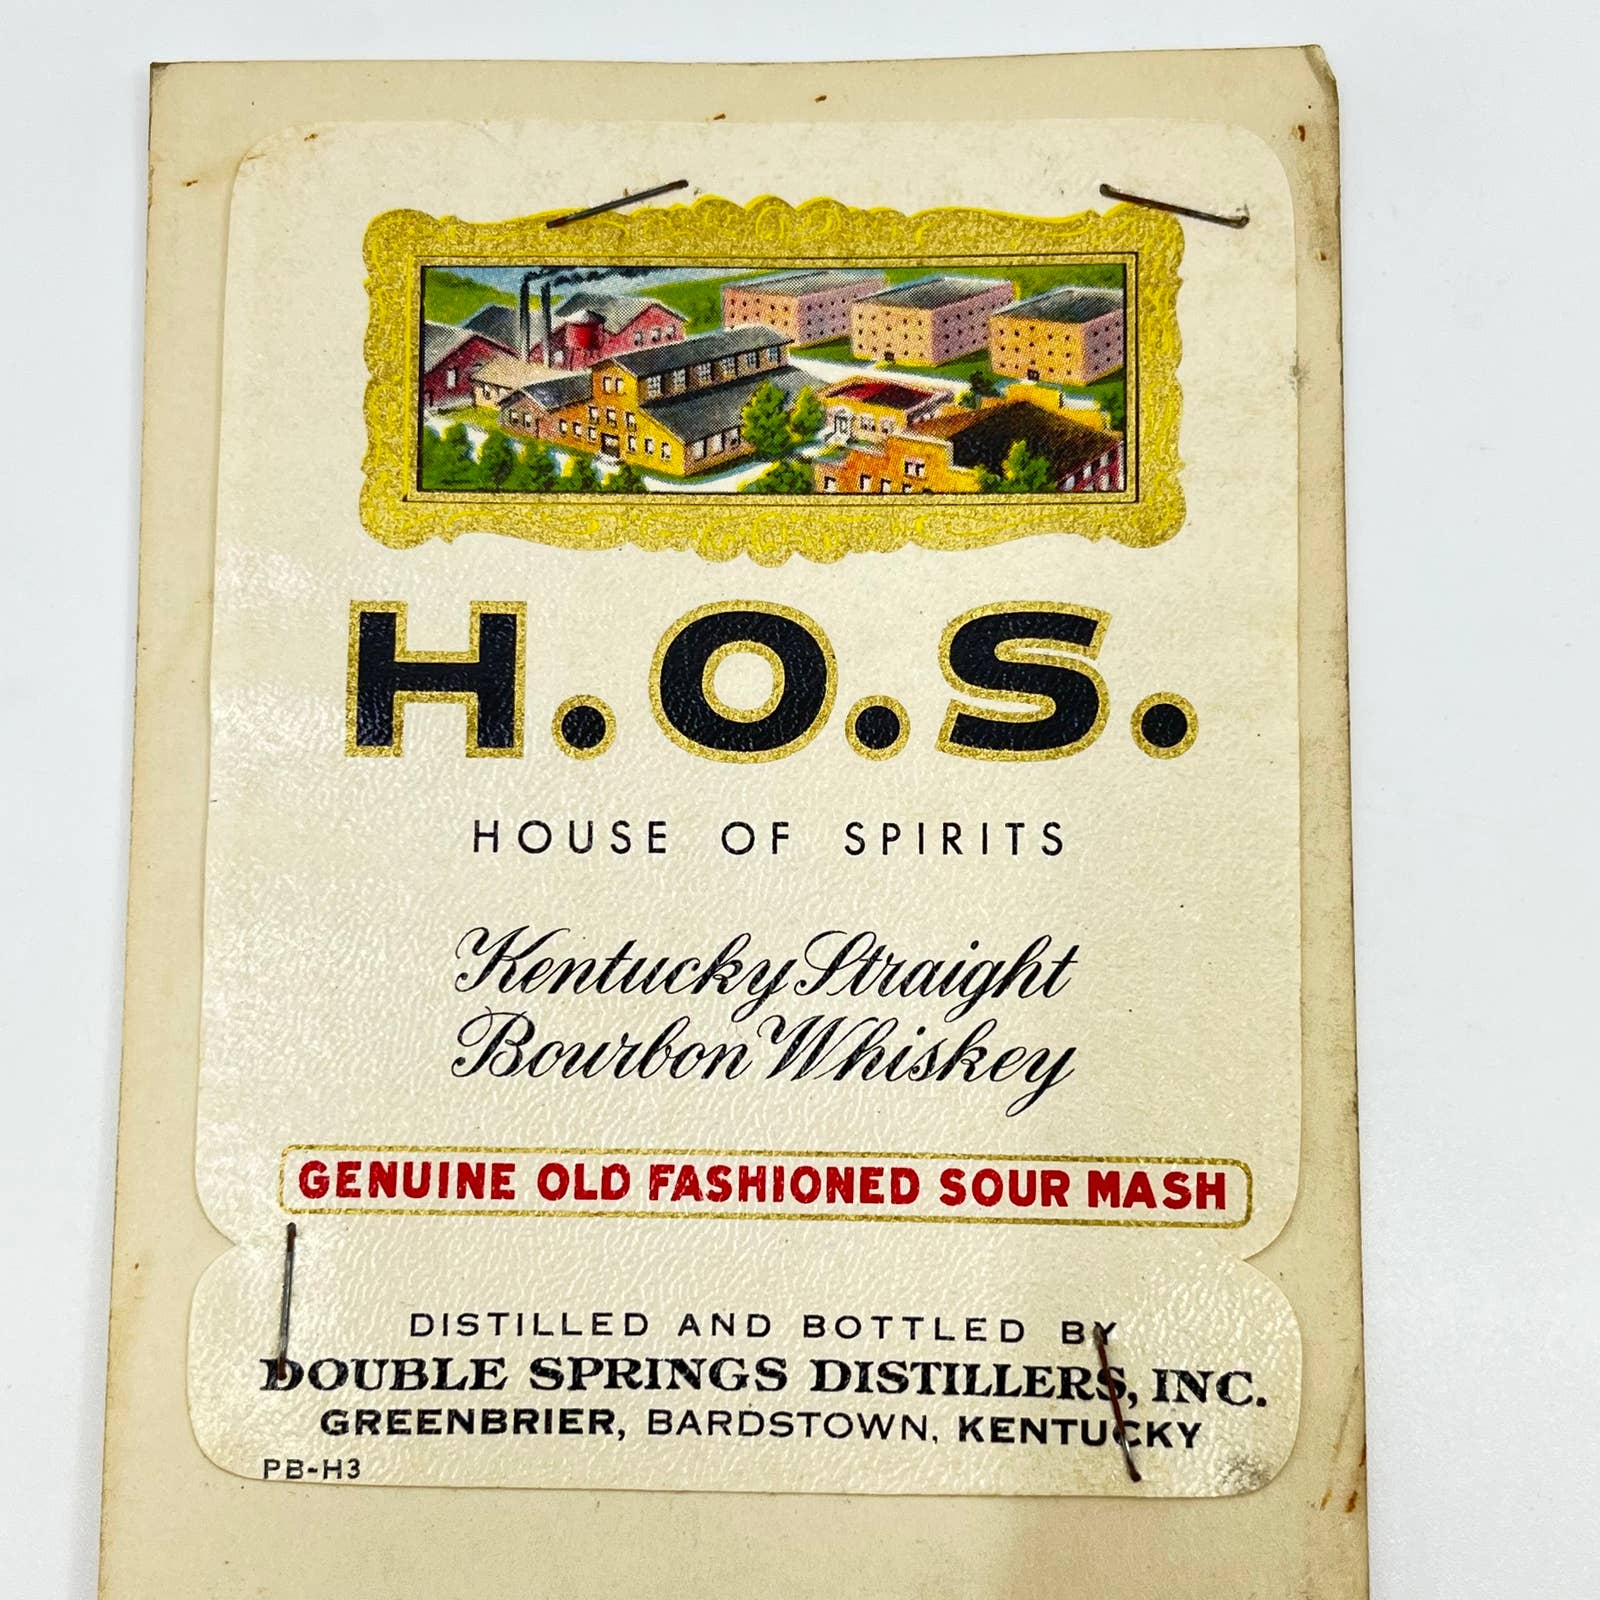 H.O.S.
HOUSE OF SPIRITS
Kentucky Straight
Bourbon Whiskey
GENUINE OLD FASHIONED SOUR MASH
DISTILLED AND BOTTLED BY
DOUBLE SPRINGS DISTILLERS, INC.
GREENBRIER, BARDSTOWN, KENTUCKY
PB-H3